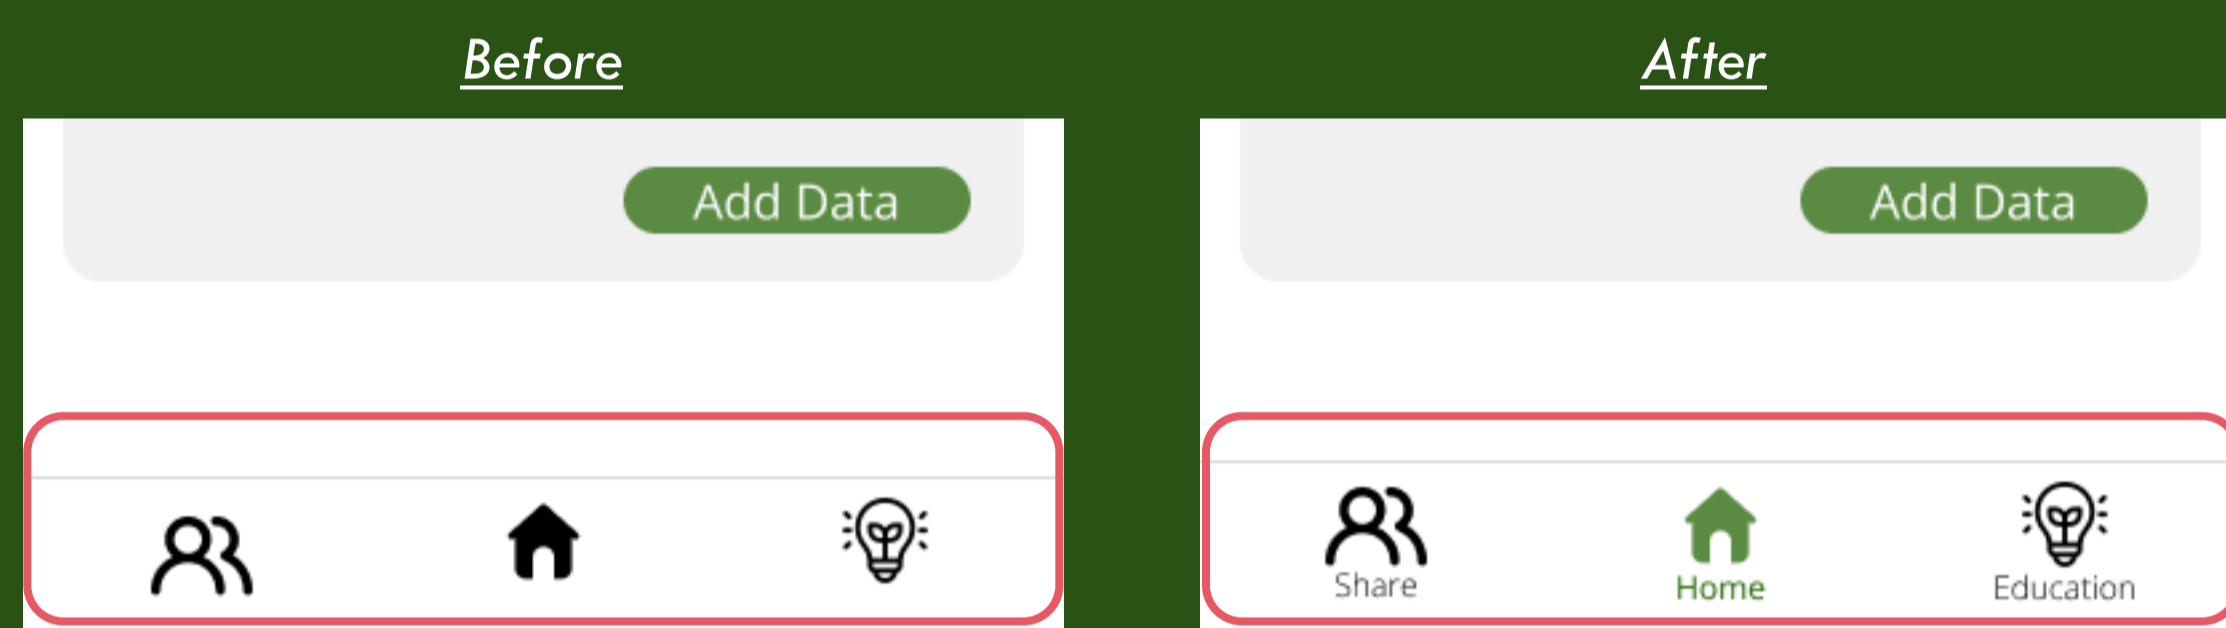 Before
After
Add Data
Add Data
Share
Home
Education